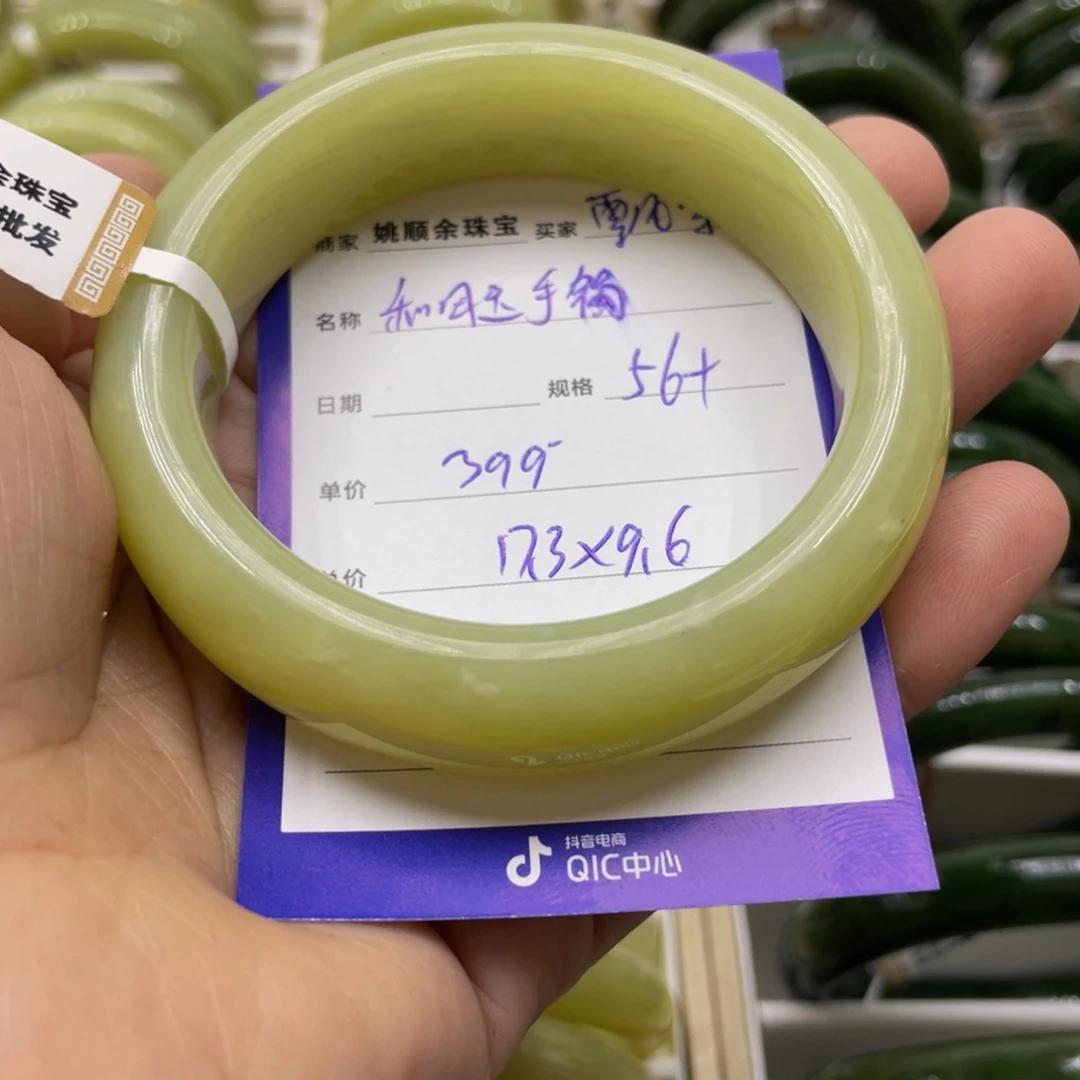 余珠宝
批发
商家 姚顺余珠宝 买家
名称 和田玉手镯
日期 规格 56+
单价 399
单价 17.3×9.6
抖音电商
QIC中心